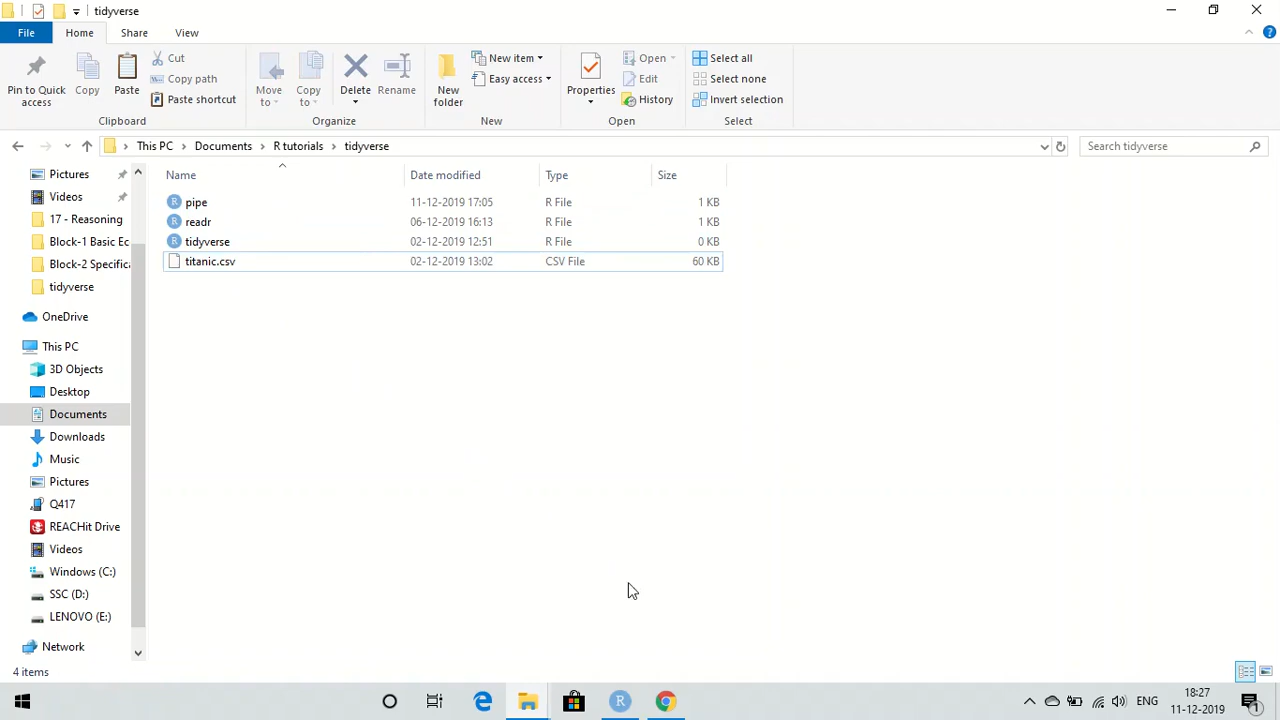 tidyverse
File Home Share View
Pin to Quick access
Copy
Paste
Cut
Copy path
Paste shortcut
Clipboard
Move to
Copy to
Delete
Rename
Organize
New folder
New item
Easy access
New
Properties
Open
Edit
History
Open
Select all
Select none
Invert selection
Select
This PC > Documents > R tutorials > tidyverse
Search tidyverse
Name Date modified Type Size
pipe 11-12-2019 17:05 R File 1 KB
readr 06-12-2019 16:13 R File 1 KB
tidyverse 02-12-2019 12:51 R File 0 KB
titanic.csv 02-12-2019 13:02 CSV File 60 KB
Pictures
Videos
17 - Reasoning
Block-1 Basic Ec
Block-2 Specific
tidyverse
OneDrive
This PC
3D Objects
Desktop
Documents
Downloads
Music
Pictures
Q417
REACHit Drive
Videos
Windows (C:)
SSC (D:)
LENOVO (E:)
Network
4 items
R
ENG
18:27
11-12-2019
1